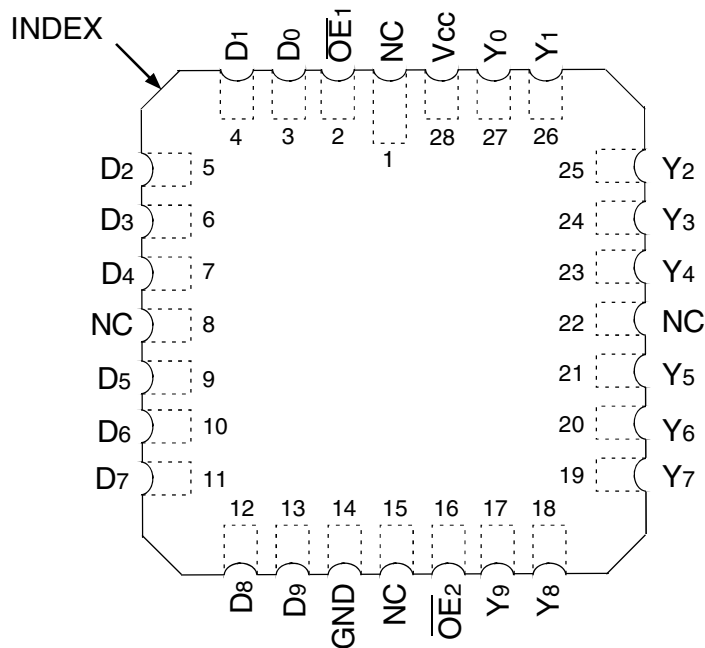 INDEX
D1 D0 OE1 NC Vcc Y0 Y1
4 3 2 1 28 27 26
D2 5 25 Y2
D3 6 24 Y3
D4 7 23 Y4
NC 8 22 NC
D5 9 21 Y5
D6 10 20 Y6
D7 11 19 Y7
12 13 14 15 16 17 18
D8 D9 GND NC OE2 Y9 Y8